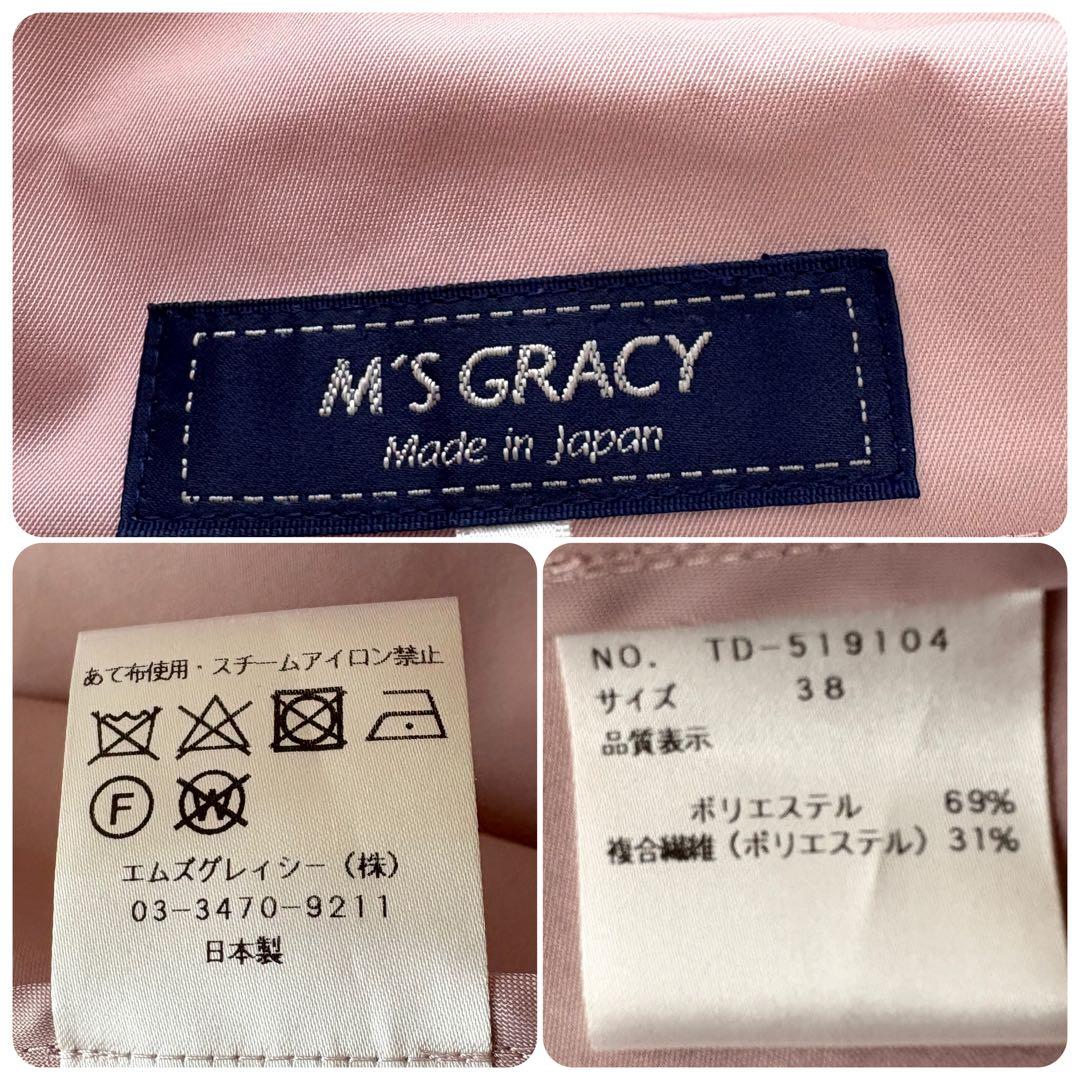 M'S GRACY
Made in Japan
あて布使用・スチームアイロン禁止
F W
エムズグレイシー(株)
03-3470-9211
日本製
NO. TD-519104
サイズ 38
品質表示
ポリエステル 69%
複合繊維(ポリエステル)31%